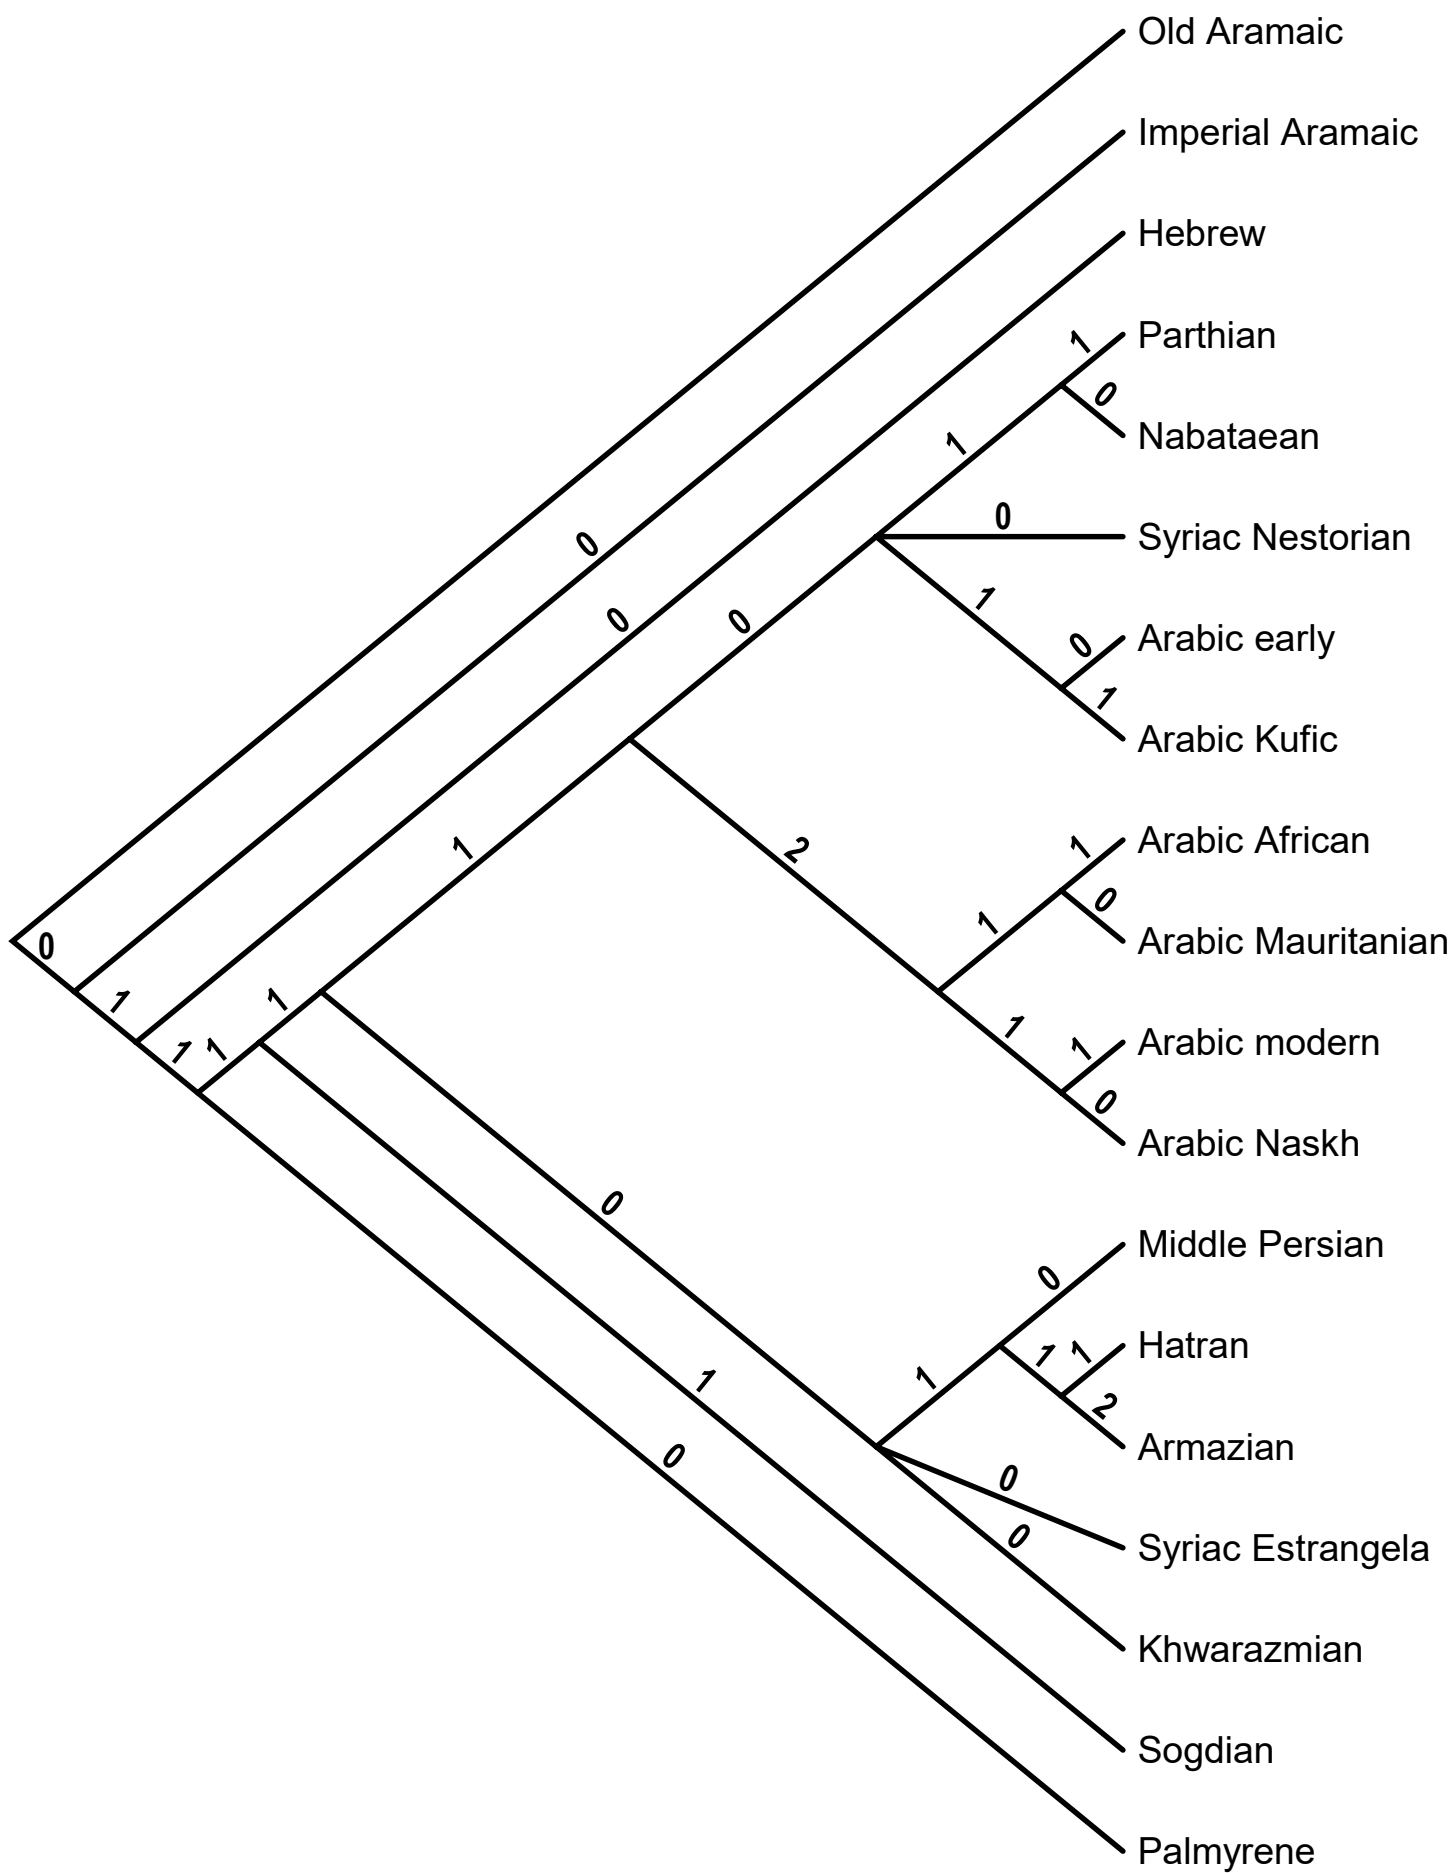 Old Aramaic
Imperial Aramaic
Hebrew
1
Parthian
0
Nabataean
1
0
Syriac Nestorian
0
1
0
Arabic early
0
0
1
Arabic Kufic
1
2
1
Arabic African
0
Arabic Mauritanian
1
0
1
1
1
1
1
1
Arabic modern
0
Arabic Naskh
0
0
Middle Persian
1
1
1
Hatran
1
2
Armazian
0
0
Syriac Estrangela
0
Khwarazmian
Sogdian
Palmyrene